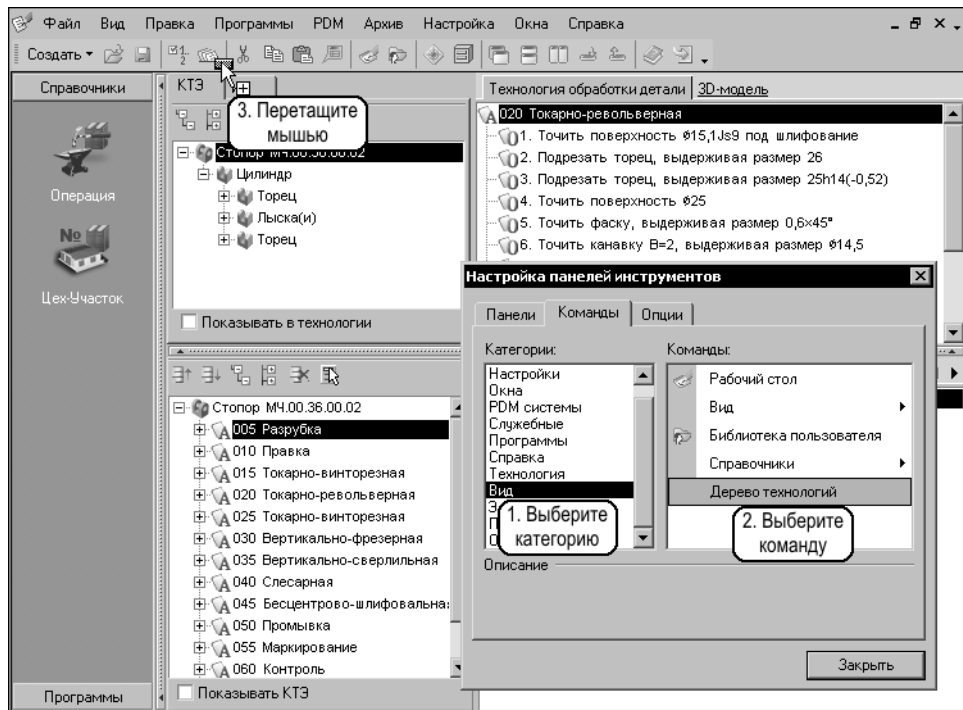 Файл Вид Правка Программы PDM Архив Настройка Окна Справка
Создать
Справочники
Операция
Цех-Участок
Программы
КТЭ
3. Перетащите
мышью
Стопор МЧ.00.36.00.02
Цилиндр
Торец
Лыска(и)
Торец
Показывать в технологии
Стопор МЧ.00.36.00.02
005 Разрубка
010 Правка
015 Токарно-винторезная
020 Токарно-револьверная
025 Токарно-винторезная
030 Вертикально-фрезерная
035 Вертикально-сверлильная
040 Слесарная
045 Бесцентрово-шлифовальна
050 Промывка
055 Маркирование
060 Контроль
Показывать КТЭ
Технология обработки детали 3D-модель
020 Токарно-револьверная
1. Точить поверхность ø15,1Js9 под шлифование
2. Подрезать торец, выдерживая размер 26
3. Подрезать торец, выдерживая размер 25h14(-0,52)
4. Точить поверхность ø25
5. Точить фаску, выдерживая размер 0,6×45°
6. Точить канавку В=2, выдерживая размер ø14,5
Настройка панелей инструментов
Панели Команды Опции
Категории:
Настройки
Окна
PDM системы
Служебные
Программы
Справка
Технология
Вид
1. Выберите
категорию
Команды:
Рабочий стол
Вид
Библиотека пользователя
Справочники
Дерево технологий
2. Выберите
команду
Описание
Закрыть